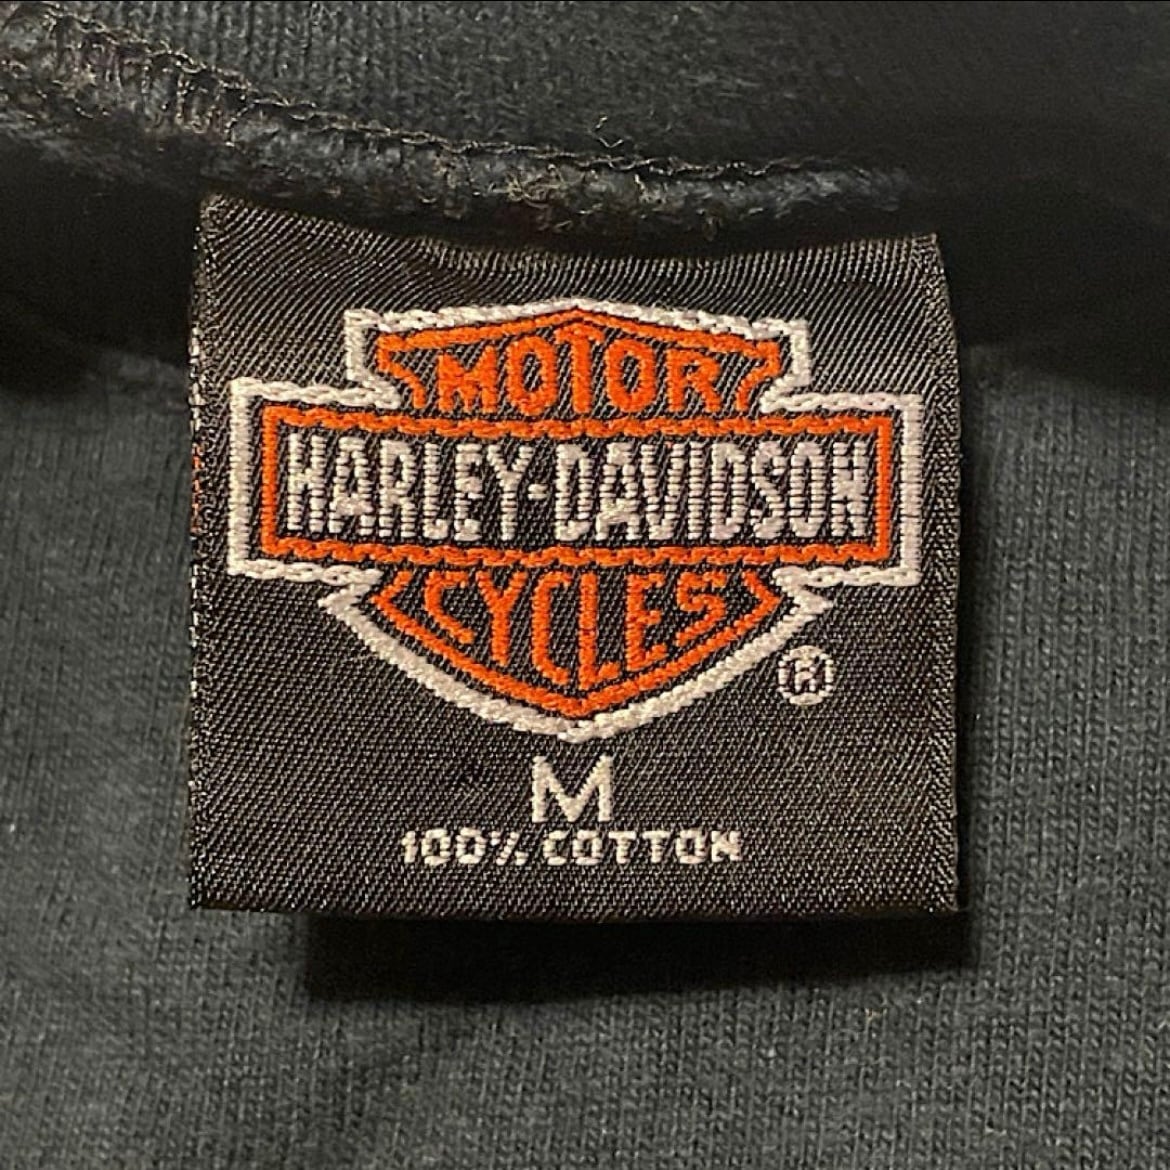 MOTOR
HARLEY-DAVIDSON
CYCLES
®
M
100% COTTON